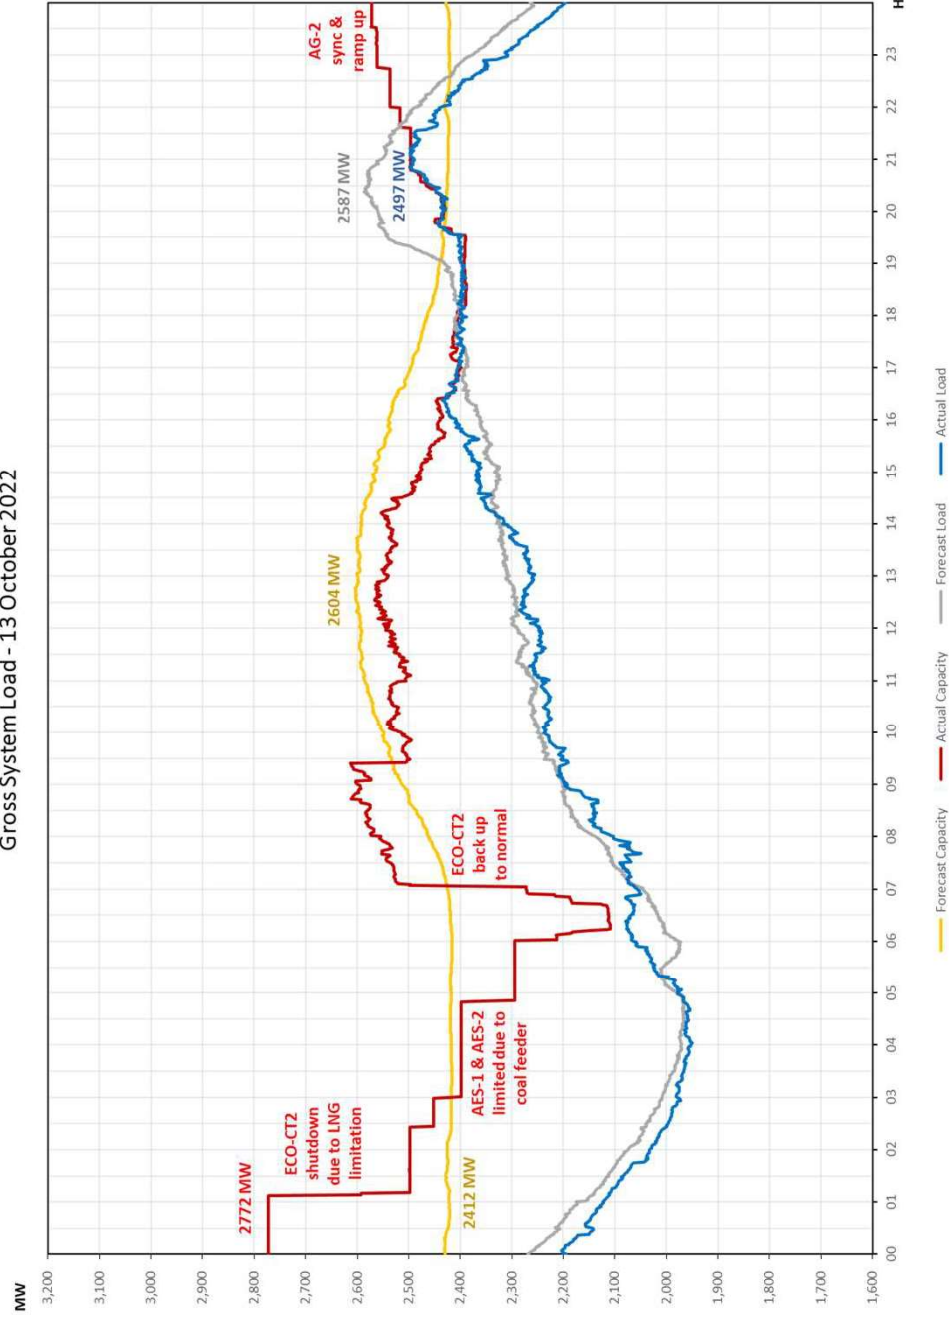 Gross System Load - 13 October 2022
MW
3,200
3,100
3,000
2,900
2,800
2,700
2,600
2,500
2,400
2,300
2,200
2,100
2,000
1,900
1,800
1,700
1,600
2772 MW
ECO-CT2
shutdown
due to LNG
limitation
2412 MW
AES-1 & AES-2
limited due to
coal feeder
ECO-CT2
back up
to normal
2604 MW
2587 MW
2497 MW
AG-2
sync &
ramp up
00 01 02 03 04 05 06 07 08 09 10 11 12 13 14 15 16 17 18 19 20 21 22 23
H
Forecast Capacity Actual Capacity Forecast Load Actual Load